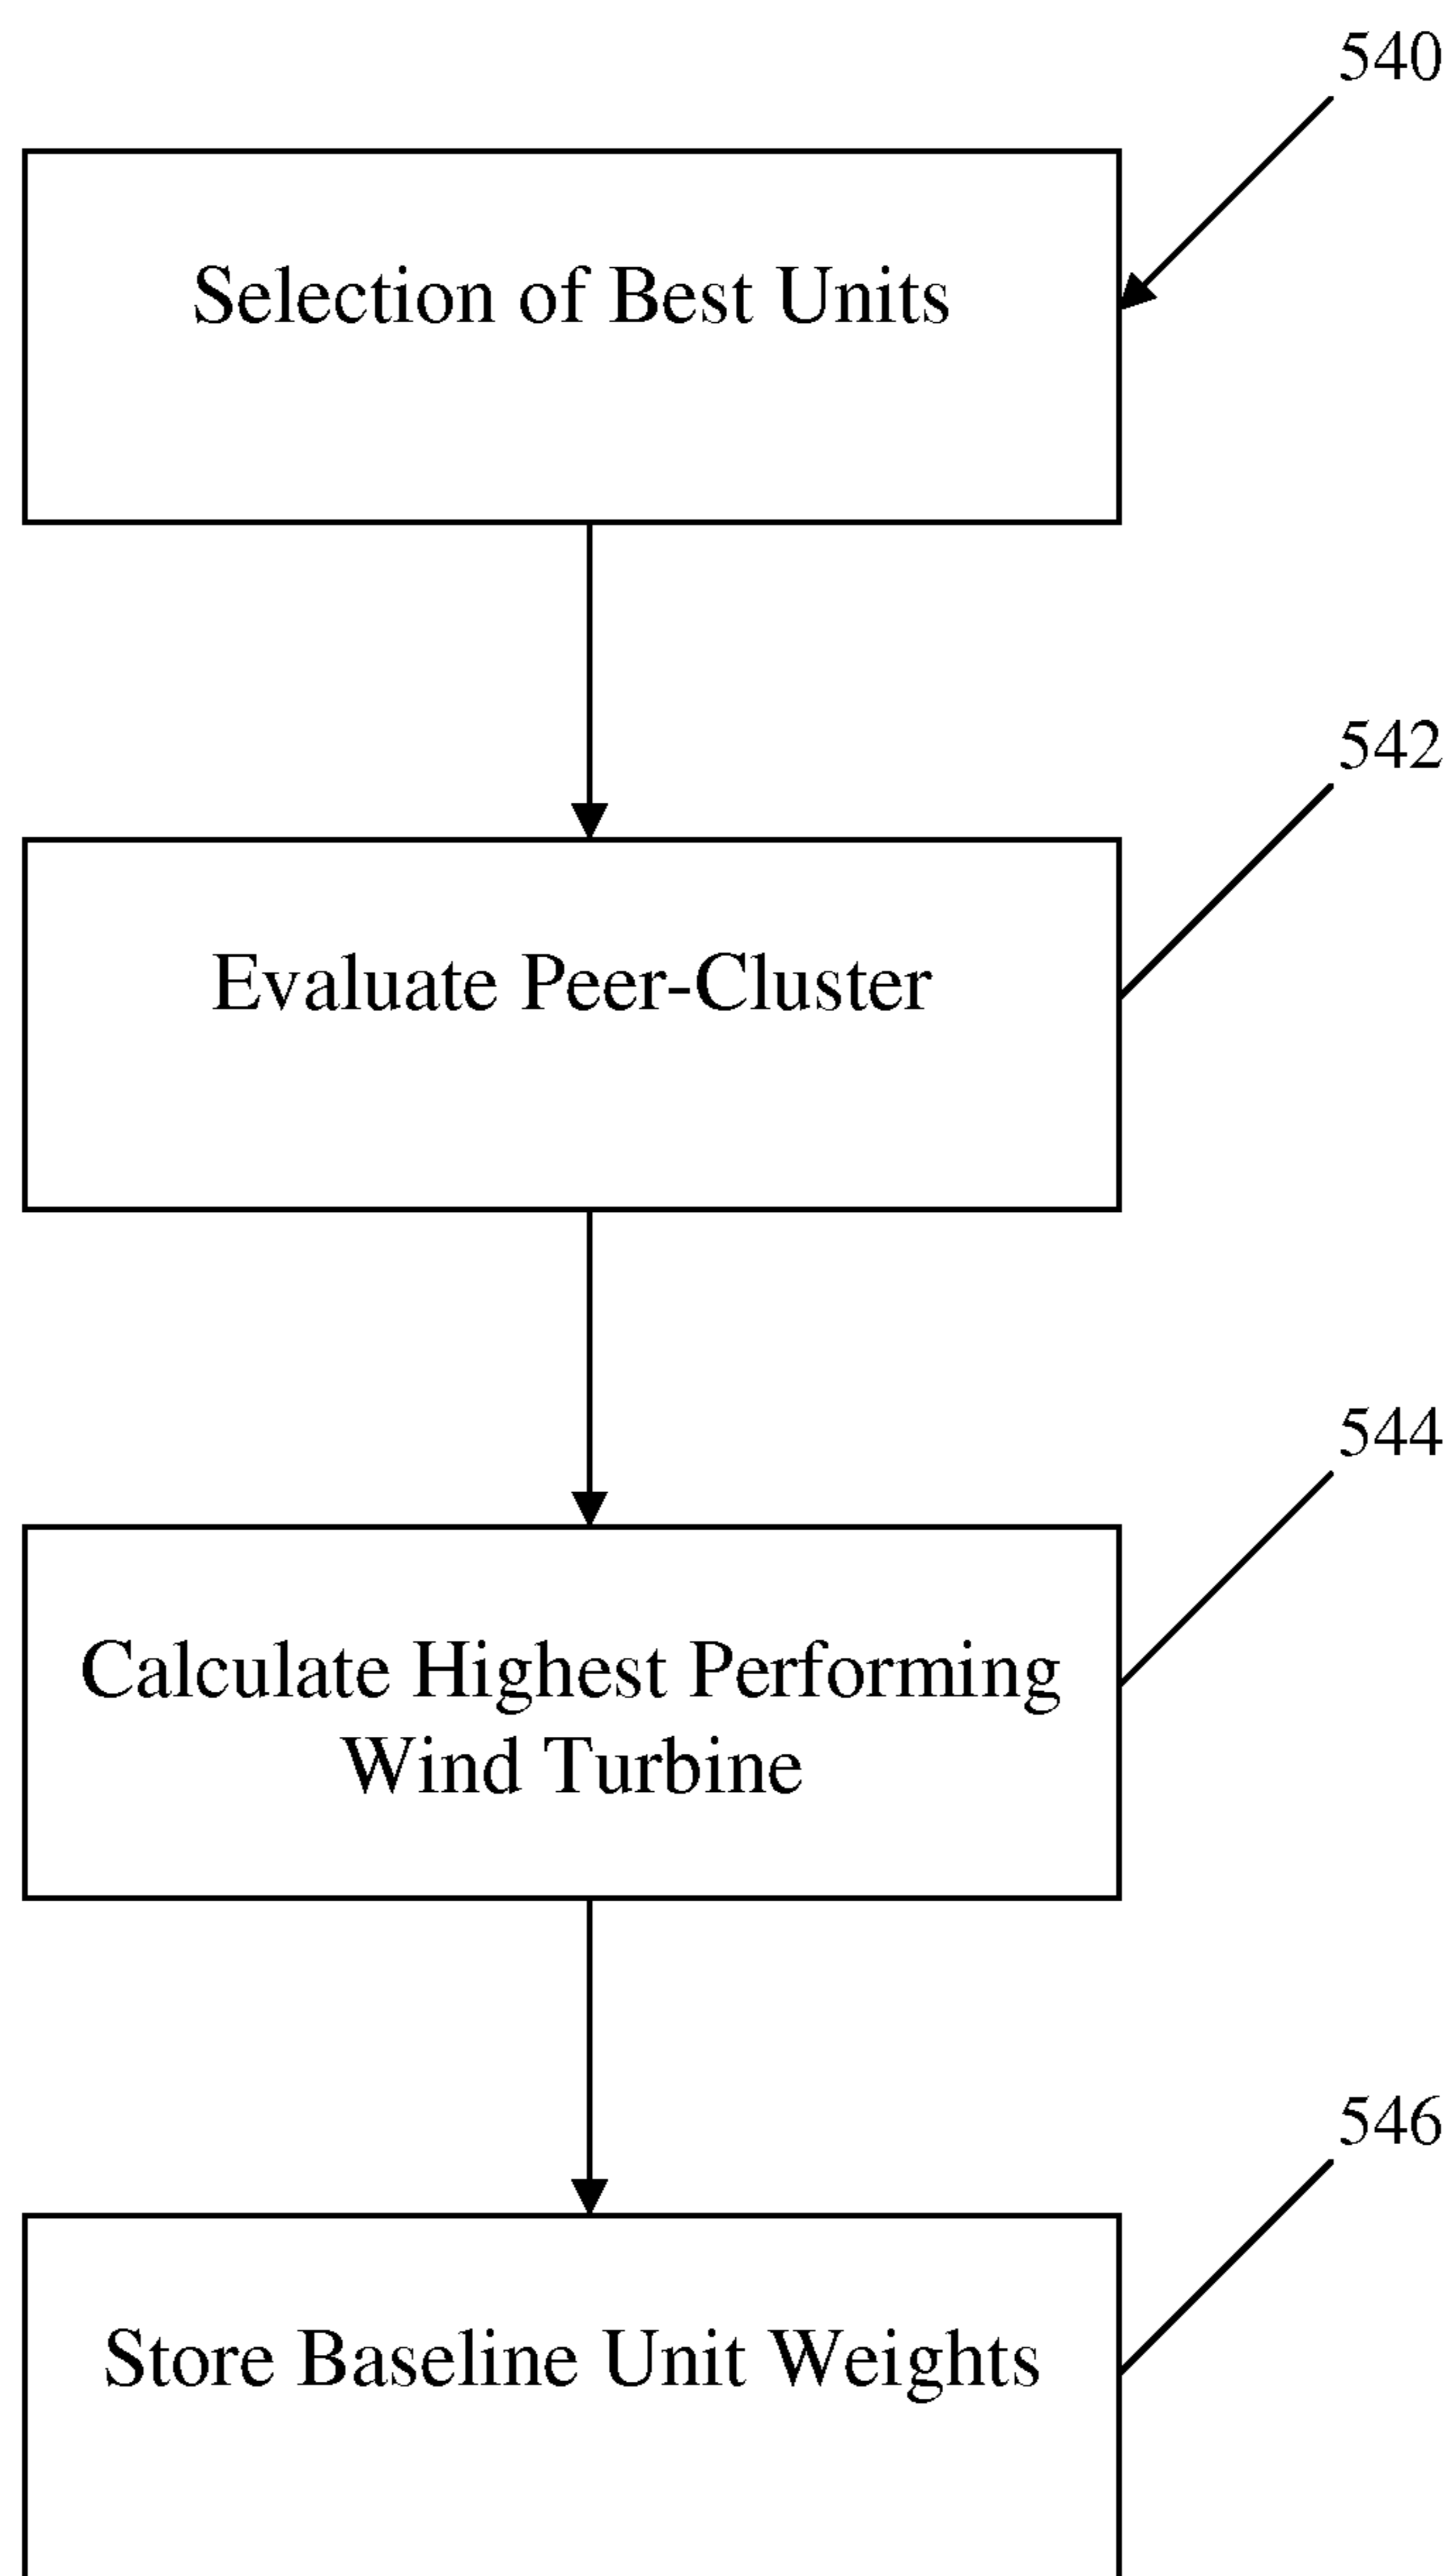 540
Selection of Best Units
542
Evaluate Peer-Cluster
544
Calculate Highest Performing
Wind Turbine
546
Store Baseline Unit Weights